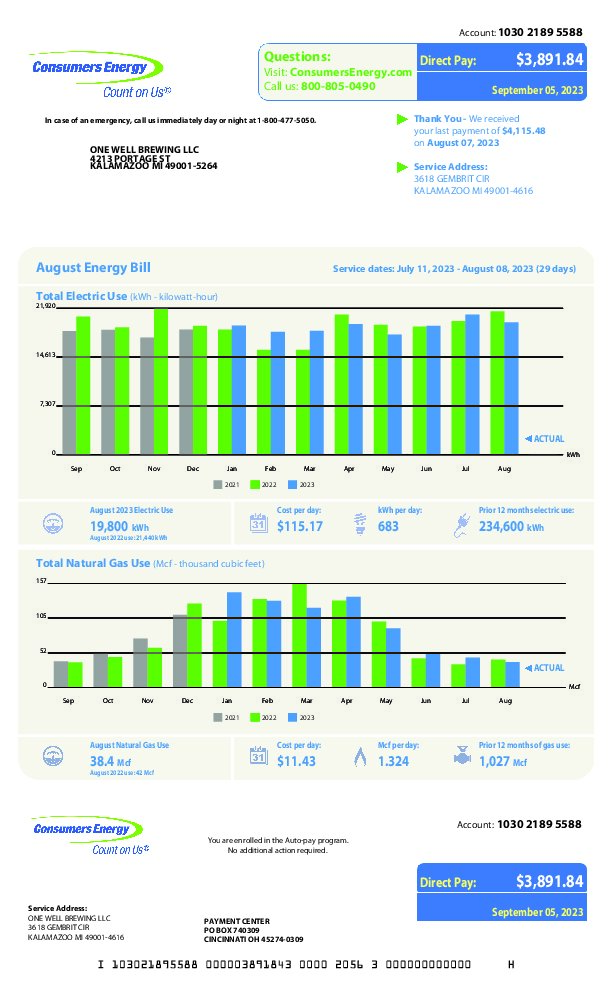 Account: 1030 2189 5588
Consumers Energy
Count on Us®
Questions:
Visit: ConsumersEnergy.com
Call us: 800-805-0490
Direct Pay: $3,891.84
September 05, 2023
In case of an emergency, call us immediately day or night at 1-800-477-5050.
Thank You - We received
your last payment of $4,115.48
on August 07, 2023
ONE WELL BREWING LLC
4213 PORTAGE ST
KALAMAZOO MI 49001-5264
Service Address:
3618 GEMBRIT CIR
KALAMAZOO MI 49001-4616
August Energy Bill
Service dates: July 11, 2023 - August 08, 2023 (29 days)
Total Electric Use (kWh - kilowatt-hour)
21,920
14,613
7,307
0
ACTUAL
kWh
Sep Oct Nov Dec Jan Feb Mar Apr May Jun Jul Aug
2021 2022 2023
August 2023 Electric Use
19,800 kWh
August 2022 use: 21,440 kWh
Cost per day:
31
$115.17
kWh per day:
683
Prior 12 months electric use:
234,600 kWh
Total Natural Gas Use (Mcf - thousand cubic feet)
157
105
52
0
ACTUAL
Mcf
Sep Oct Nov Dec Jan Feb Mar Apr May Jun Jul Aug
2021 2022 2023
August Natural Gas Use
38.4 Mcf
August 2022 use: 42 Mcf
Cost per day:
31
$11.43
Mcf per day:
1.324
Prior 12 months of gas use:
1,027 Mcf
Consumers Energy
Count on Us®
You are enrolled in the Auto-pay program.
No additional action required.
Account: 1030 2189 5588
Direct Pay: $3,891.84
September 05, 2023
Service Address:
ONE WELL BREWING LLC
3618 GEMBRIT CIR
KALAMAZOO MI 49001-4616
PAYMENT CENTER
PO BOX 740309
CINCINNATI OH 45274-0309
I 103021895588 000003891843 0000 2056 3 000000000000 H